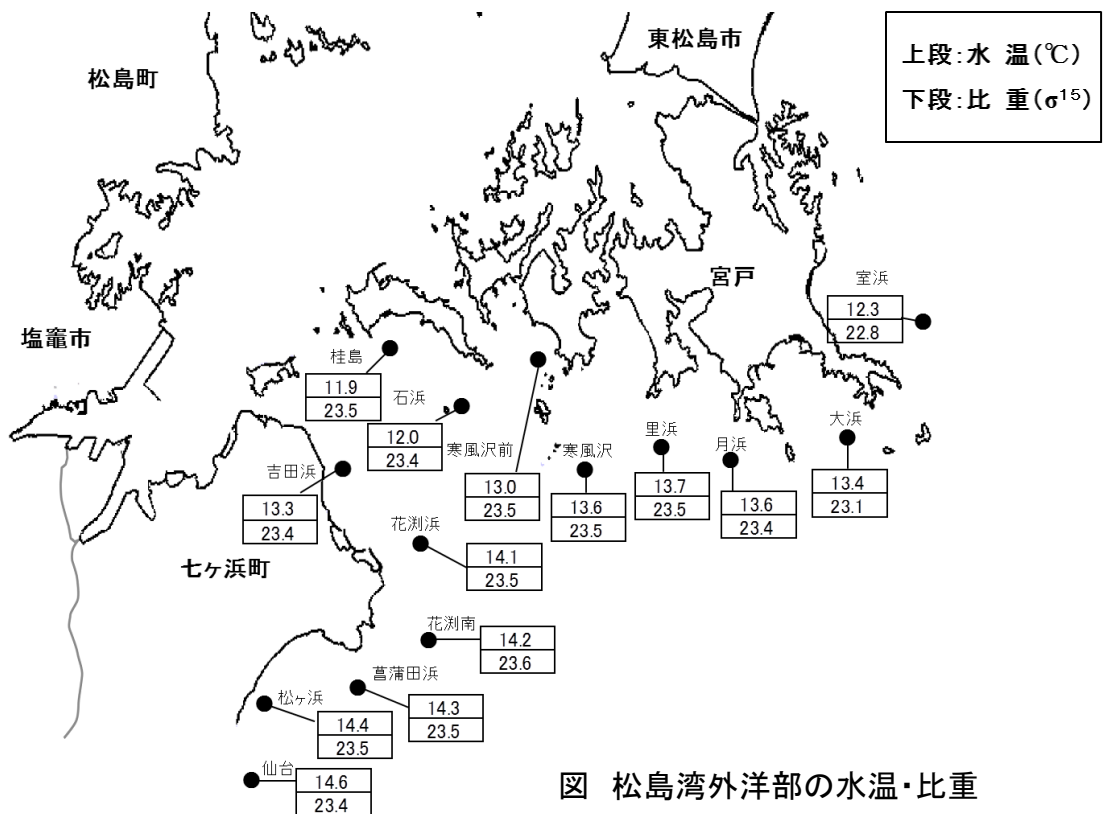 東松島市
上段:水 温(℃)
下段:比 重(σ15)
松島町
宮戸
室浜
12.3
22.8
塩竈市
桂島
11.9
23.5
石浜
12.0
23.4
寒風沢前
13.0
23.5
寒風沢
13.6
23.5
里浜
13.7
23.5
月浜
13.6
23.4
大浜
13.4
23.1
吉田浜
13.3
23.4
花渕浜
14.1
23.5
七ヶ浜町
花渕南
14.2
23.6
菖蒲田浜
14.3
23.5
松ヶ浜
14.4
23.5
仙台
14.6
23.4
図 松島湾外洋部の水温・比重